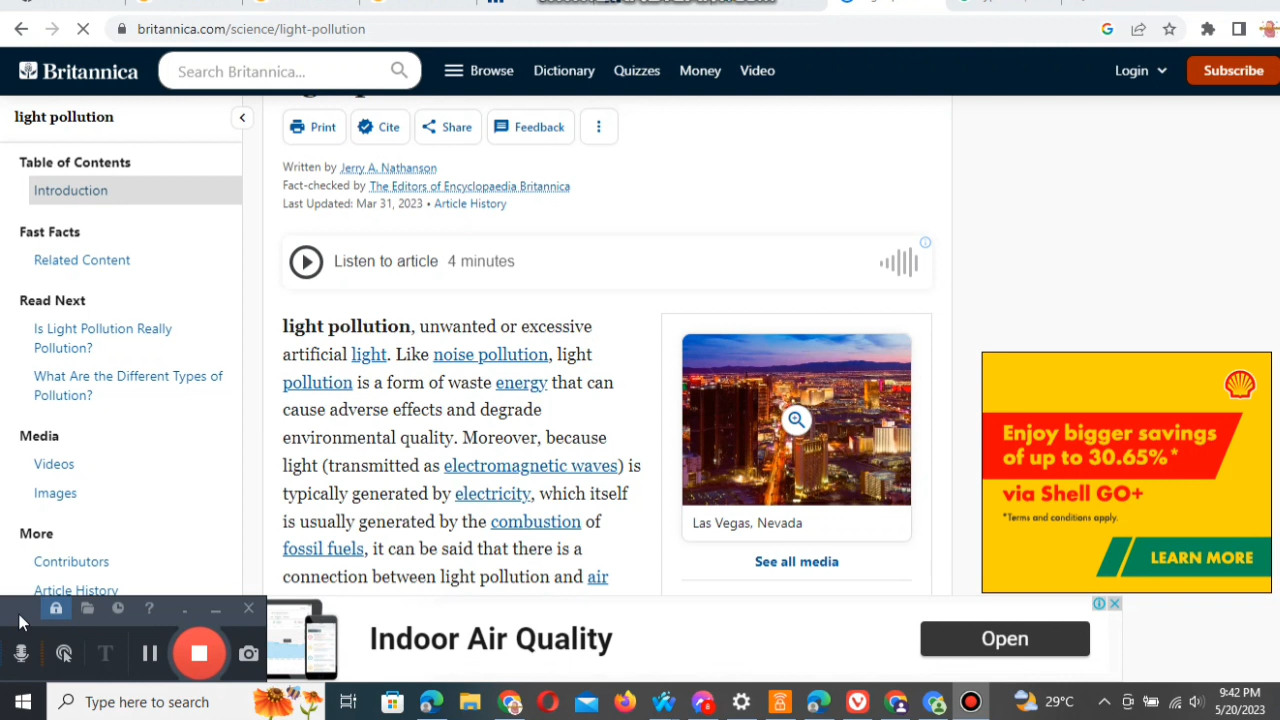 britannica.com/science/light-pollution
Britannica
Search Britannica...
Browse
Dictionary
Quizzes
Money
Video
Login
Subscribe
light pollution
Table of Contents
Introduction
Fast Facts
Related Content
Read Next
Is Light Pollution Really
Pollution?
What Are the Different Types of
Pollution?
Media
Videos
Images
More
Contributors
Article History
Print
Cite
Share
Feedback
Written by Jerry A. Nathanson
Fact-checked by The Editors of Encyclopaedia Britannica
Last Updated: Mar 31, 2023 • Article History
Listen to article 4 minutes
light pollution, unwanted or excessive
artificial light. Like noise pollution, light
pollution is a form of waste energy that can
cause adverse effects and degrade
environmental quality. Moreover, because
light (transmitted as electromagnetic waves) is
typically generated by electricity, which itself
is usually generated by the combustion of
fossil fuels, it can be said that there is a
connection between light pollution and air
Las Vegas, Nevada
See all media
Enjoy bigger savings
of up to 30.65%*
via Shell GO+
*Terms and conditions apply.
LEARN MORE
Indoor Air Quality
Open
Type here to search
29°C
9:42 PM
5/20/2023